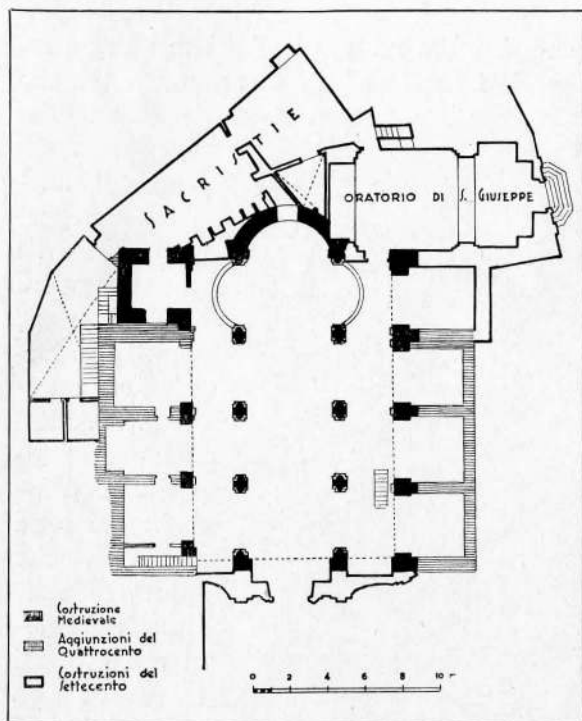 SACRISTIE
ORATORIO DI S. GIUSEPPE
Costruzione
Medievale
Aggiunzioni del
Quattrocento
Costruzioni del
Settecento
0 2 4 6 8 10